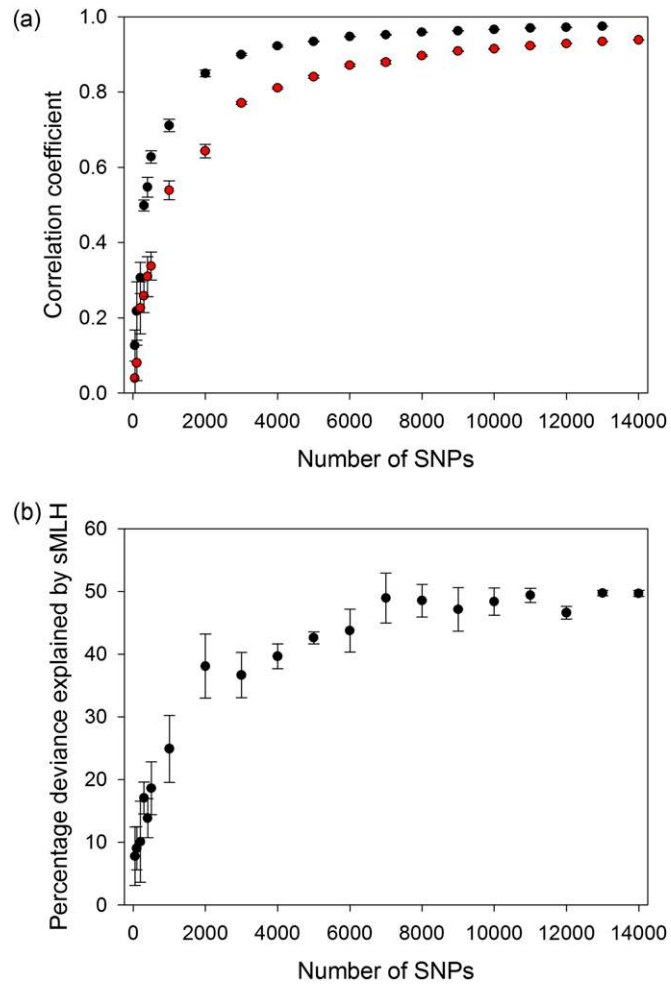 (a)
1.0
0.8
0.6
0.4
0.2
0.0
Correlation coefficient
0 2000 4000 6000 8000 10000 12000 14000
Number of SNPs
(b)
60
50
40
30
20
10
0
Percentage deviance explained by sMLH
0 2000 4000 6000 8000 10000 12000 14000
Number of SNPs